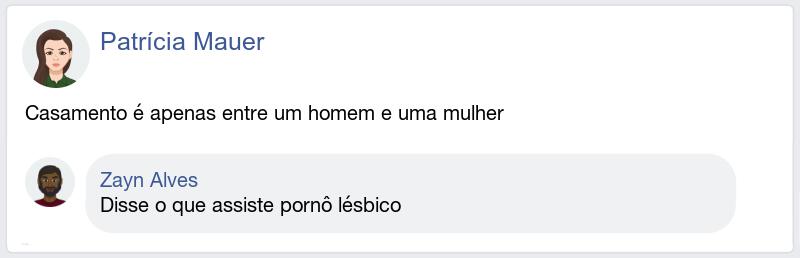 Patrícia Mauer
Casamento é apenas entre um homem e uma mulher
Zayn Alves
Disse o que assiste pornô lésbico